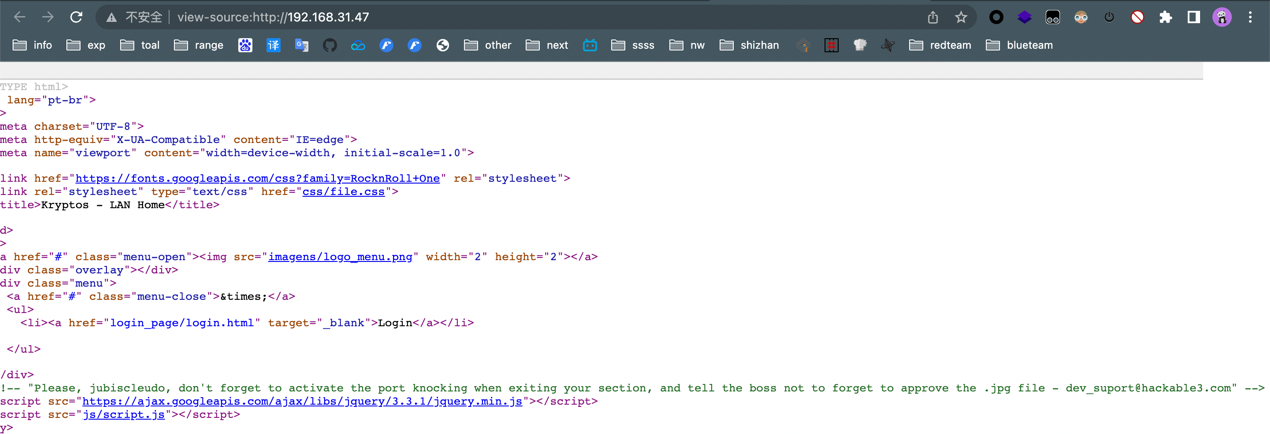 不安全 | view-source:http://192.168.31.47
info exp toal range 译 other next ssss nw shizhan redteam blueteam
TYPE html>
lang="pt-br">
>
meta charset="UTF-8">
meta http-equiv="X-UA-Compatible" content="IE=edge">
meta name="viewport" content="width=device-width, initial-scale=1.0">
link href="https://fonts.googleapis.com/css?family=RocknRoll+One" rel="stylesheet">
link rel="stylesheet" type="text/css" href="css/file.css">
title>Kryptos - LAN Home</title>
d>
>
a href="#" class="menu-open"><img src="imagens/logo_menu.png" width="2" height="2"></a>
div class="overlay"></div>
div class="menu">
<a href="#" class="menu-close">&times;</a>
<ul>
<li><a href="login_page/login.html" target="_blank">Login</a></li>
</ul>
/div>
!-- "Please, jubiscleudo, don't forget to activate the port knocking when exiting your section, and tell the boss not to forget to approve the .jpg file - dev_suport@hackable3.com" -->
script src="https://ajax.googleapis.com/ajax/libs/jquery/3.3.1/jquery.min.js"></script>
script src="js/script.js"></script>
y>